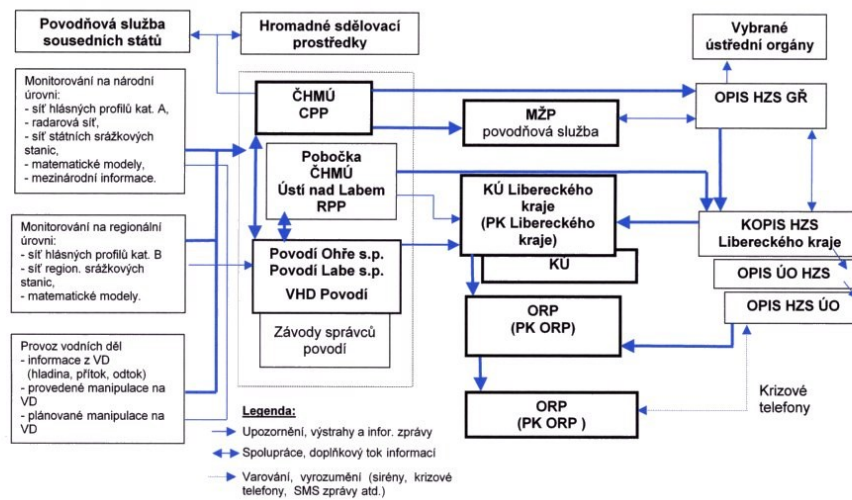 Povodňová služba
sousedních států
Hromadné sdělovací
prostředky
Vybrané
ústřední orgány
Monitorování na národní
úrovni:
- síť hlásných profilů kat. A,
- radarová síť,
- síť státních srážkových
stanic,
- matematické modely,
- mezinárodní informace.
ČHMÚ
CPP
MŽP
povodňová služba
OPIS HZS GŘ
Pobočka
ČHMÚ
Ústí nad Labem
RPP
KÚ Libereckého
kraje
(PK Libereckého
kraje)
KÚ
KOPIS HZS
Libereckého kraje
OPIS ÚO HZS
OPIS HZS ÚO
Monitorování na regionální
úrovni:
- síť hlásných profilů kat. B
- síť region. srážkových
stanic,
- matematické modely.
Povodí Ohře s.p.
Povodí Labe s.p.
VHD Povodí
Závody správců
povodí
ORP
(PK ORP)
Provoz vodních děl
- informace z VD
(hladina, přítok, odtok)
- provedené manipulace na
VD
- plánované manipulace na
VD
ORP
(PK ORP )
Krizové
telefony
Legenda:
Upozornění, výstrahy a infor. zprávy
Spolupráce, doplňkový tok informací
Varování, vyrozumění (sirény, krizové
telefony, SMS zprávy atd.)